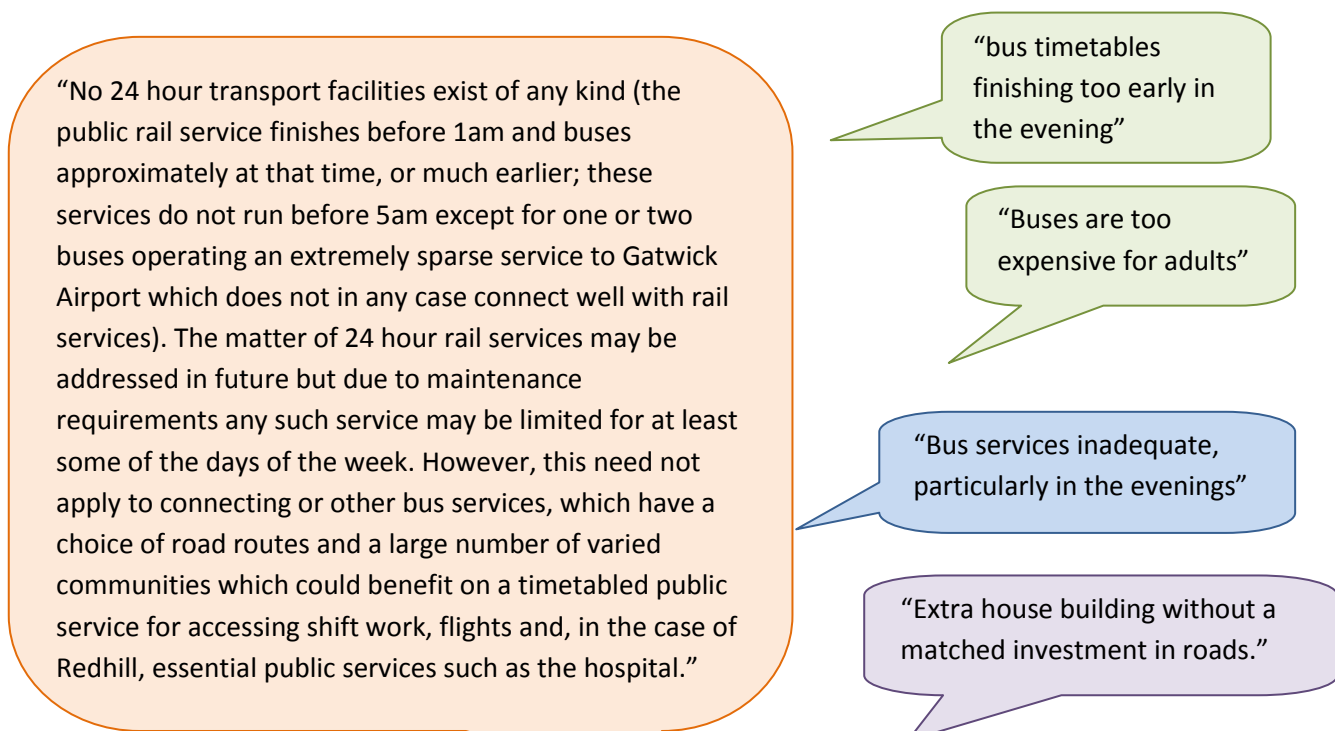 “No 24 hour transport facilities exist of any kind (the
public rail service finishes before 1am and buses
approximately at that time, or much earlier; these
services do not run before 5am except for one or two
buses operating an extremely sparse service to Gatwick
Airport which does not in any case connect well with rail
services). The matter of 24 hour rail services may be
addressed in future but due to maintenance
requirements any such service may be limited for at least
some of the days of the week. However, this need not
apply to connecting or other bus services, which have a
choice of road routes and a large number of varied
communities which could benefit on a timetabled public
service for accessing shift work, flights and, in the case of
Redhill, essential public services such as the hospital.”
“bus timetables
finishing too early in
the evening”
“Buses are too
expensive for adults”
“Bus services inadequate,
particularly in the evenings”
“Extra house building without a
matched investment in roads.”